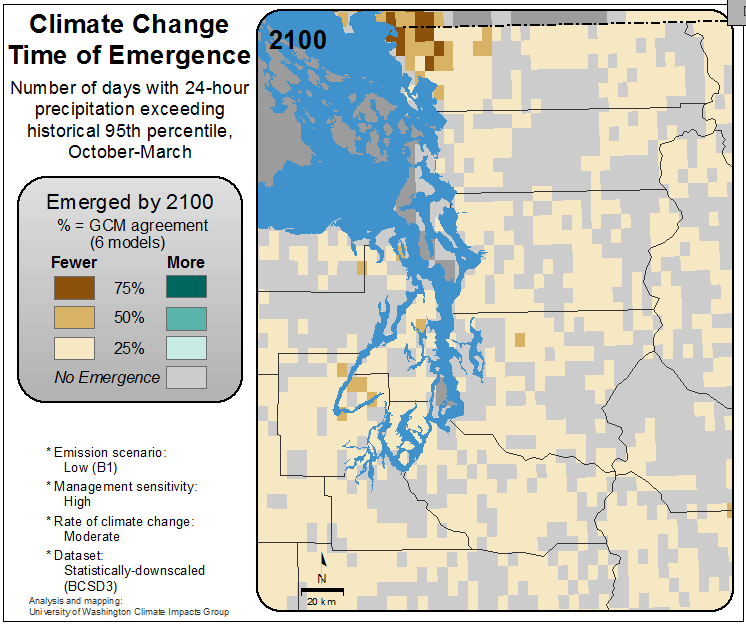 Climate Change
Time of Emergence
Number of days with 24-hour
precipitation exceeding
historical 95th percentile,
October-March
Emerged by 2100
% = GCM agreement
(6 models)
Fewer More
75%
50%
25%
No Emergence
* Emission scenario:
Low (B1)
* Management sensitivity:
High
* Rate of climate change:
Moderate
* Dataset:
Statistically-downscaled
(BCSD3)
Analysis and mapping:
University of Washington Climate Impacts Group
2100
N
20 km